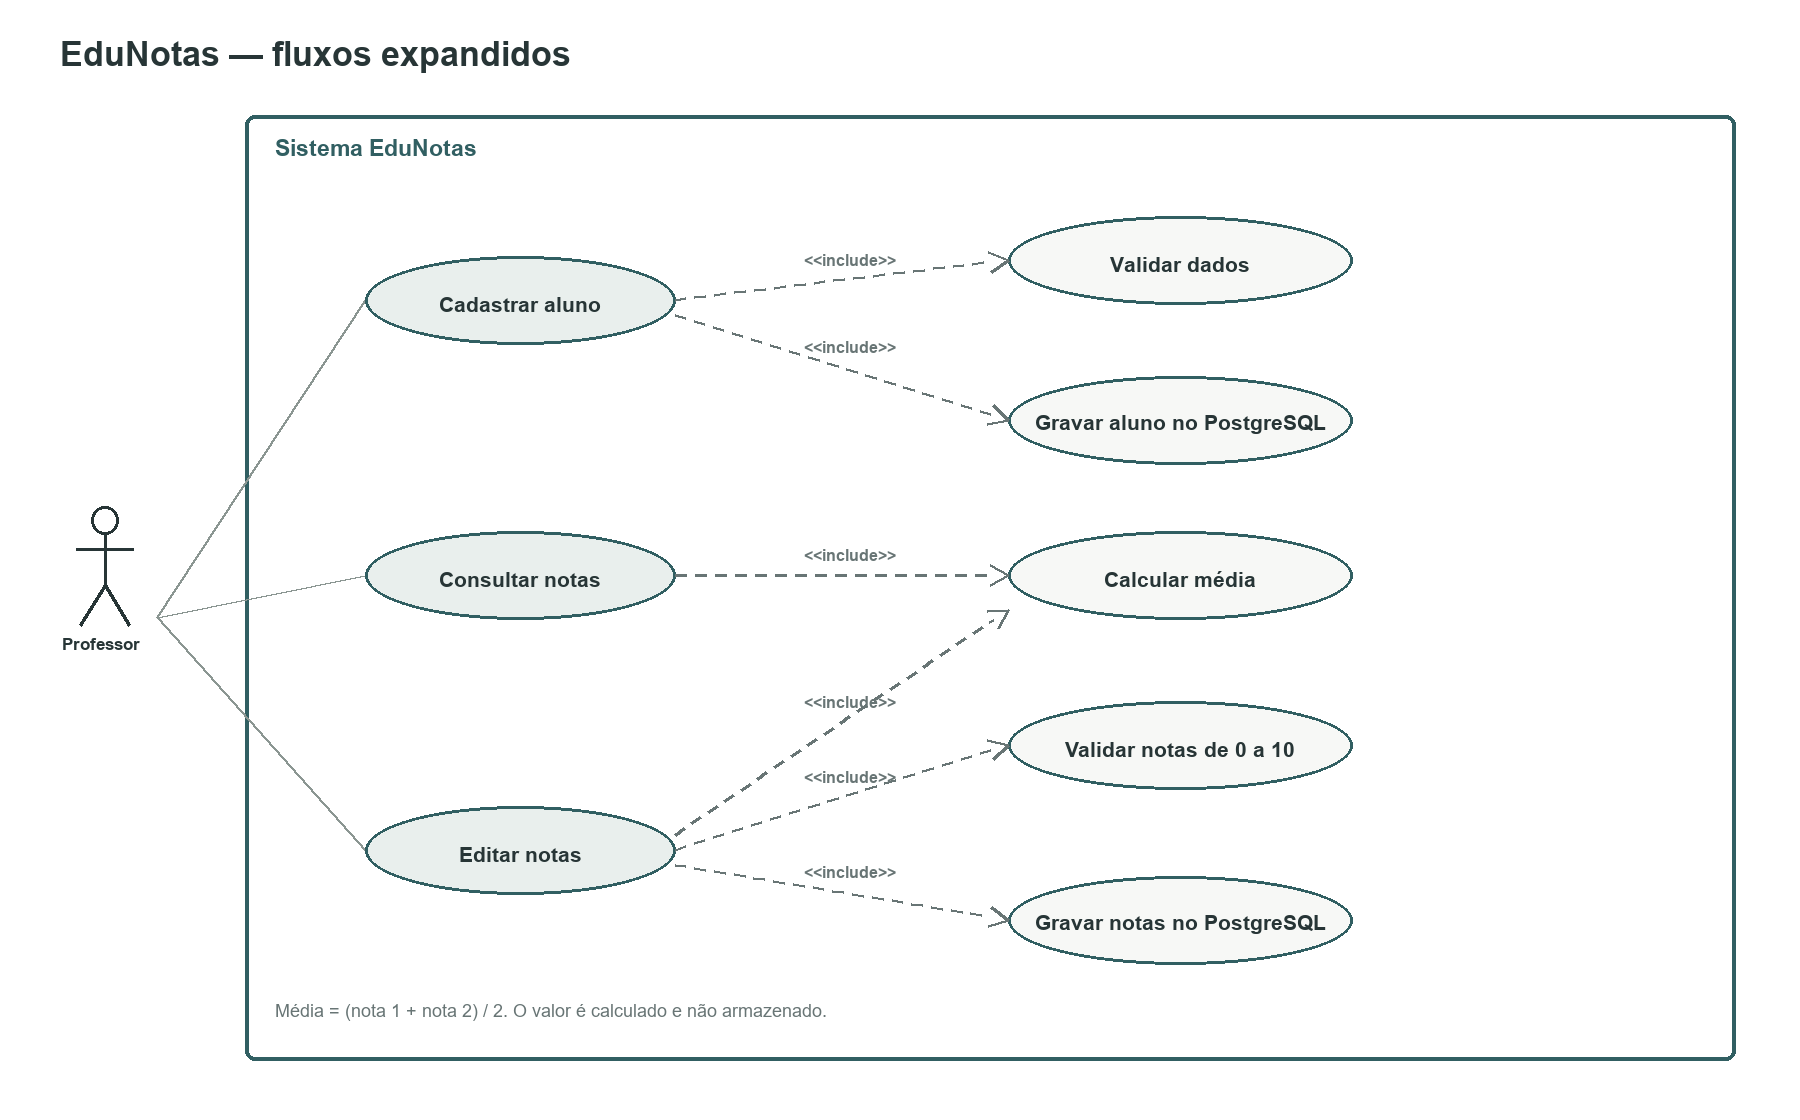 EduNotas — fluxos expandidos
Sistema EduNotas
<<include>>
Validar dados
Cadastrar aluno
<<include>>
Gravar aluno no PostgreSQL
<<include>>
Consultar notas
Calcular média
Professor
<<include>>
<<include>>
Validar notas de 0 a 10
Editar notas
<<include>>
Gravar notas no PostgreSQL
Média = (nota 1 + nota 2) / 2. O valor é calculado e não armazenado.